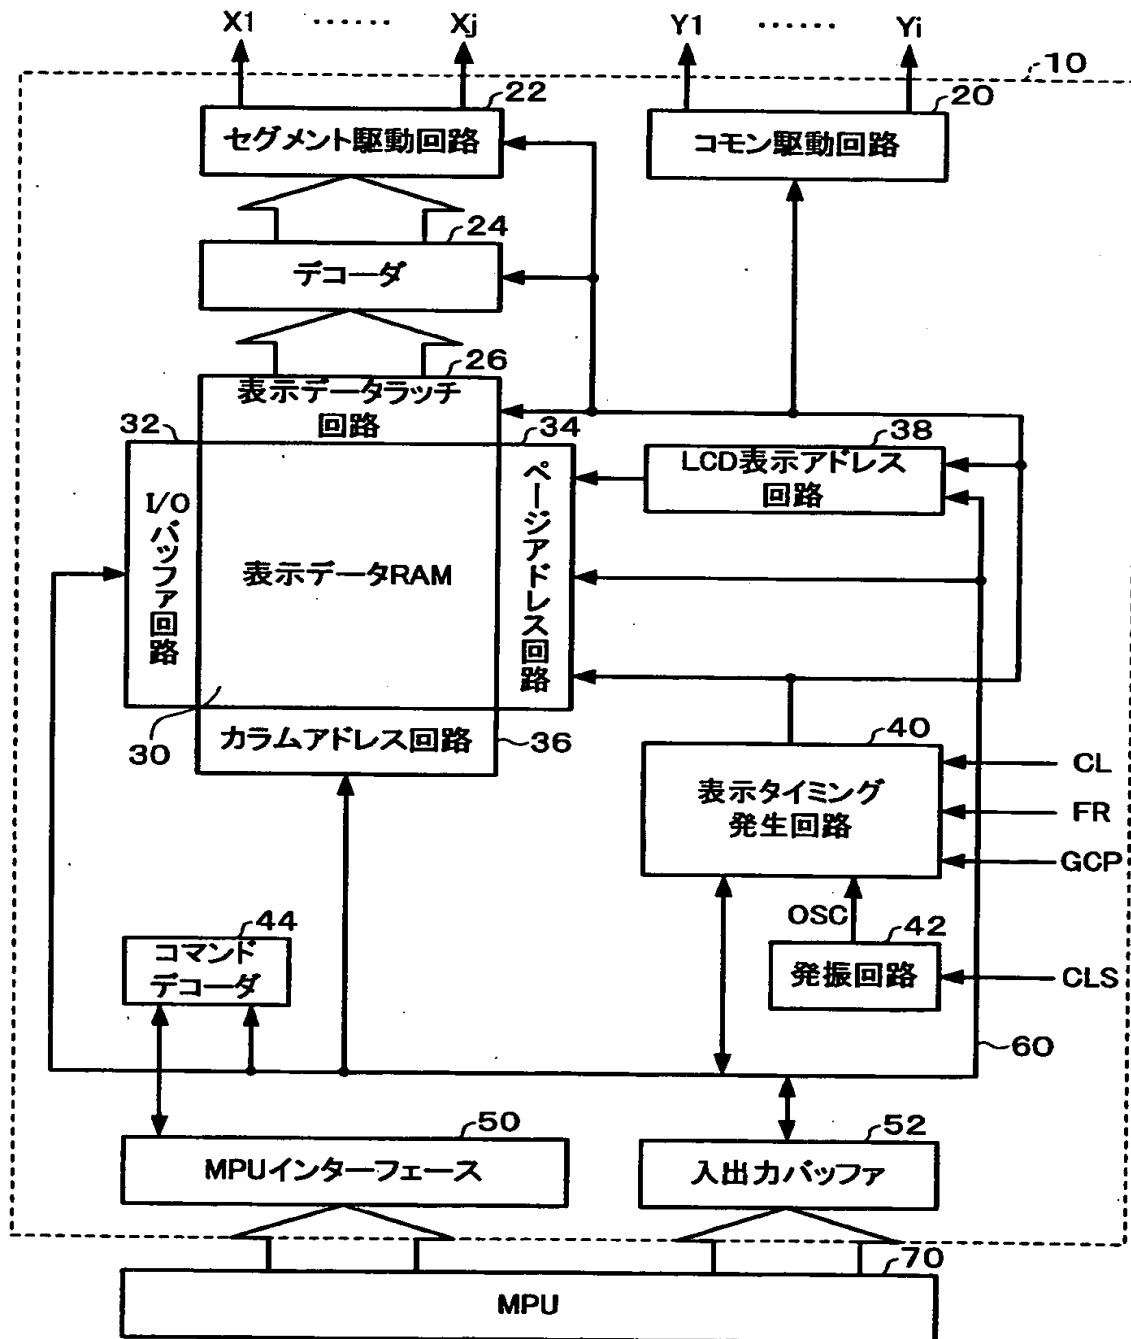 X1 ‥‥‥ Xj Y1 ‥‥‥ Yi
10
22
セグメント駆動回路
20
コモン駆動回路
24
デコーダ
26
表示データラッチ
回路
32
34
38
LCD表示アドレス
回路
I/Oバッファ回路
表示データRAM
ページアドレス回路
30
カラムアドレス回路
36
40
表示タイミング
発生回路
CL
FR
GCP
OSC
42
発振回路
CLS
44
コマンド
デコーダ
60
50
MPUインターフェース
52
入出力バッファ
70
MPU